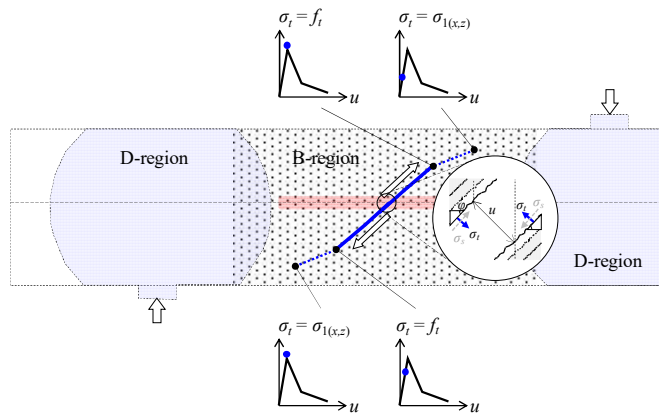 σt = ft
σt = σ1(x,z)
u
u
D-region
B-region
φ
u
σs
σt
σt
σs
D-region
σt = σ1(x,z)
σt = ft
u
u